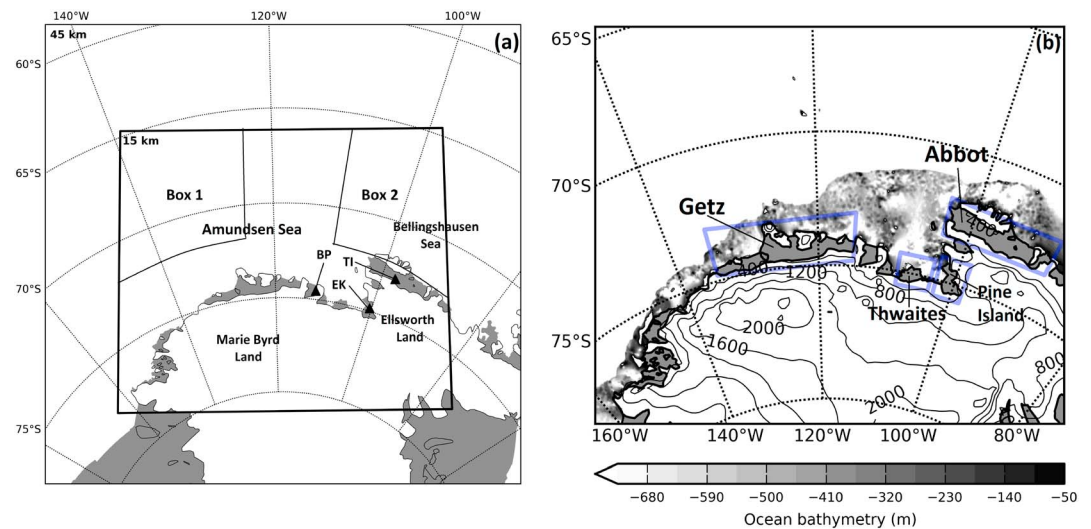 140°W
120°W
100°W
45 km
(a)
60°S
15 km
65°S
Box 1
Box 2
Amundsen Sea
Bellingshausen
Sea
BP
TI
EK
70°S
Marie Byrd
Land
Ellsworth
Land
75°S
65°S
(b)
Abbot
70°S
Getz
400
400
1200
800
Thwaites
Pine
Island
2000
1600
75°S
800
2000
160°W
140°W
120°W
100°W
80°W
−680 −590 −500 −410 −320 −230 −140 −50
Ocean bathymetry (m)